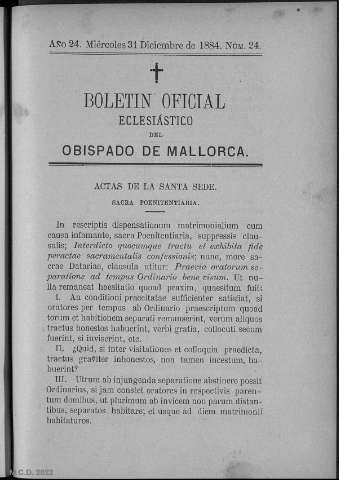 Año 24. Miércoles 31 Diciembre de 1884. Núm. 24.
BOLETIN OFICIAL
ECLESIÁSTICO
DEL
OBISPADO DE MALLORCA.
ACTAS DE LA SANTA SEDE.
SACRA POENITENTIARIA.
In rescriptis dispensationum matrimonialium cum
causa infamante, sacra Poenitentiaria, suppressis clau-
salis; Interdicto quocumque tractu et exhibita fide
peractae sacramentalis confessionis; nunc, more sa-
crae Datariae, clausula utitur: Praevia oratorum se-
paratione ad tempus Ordinario bene visum. Ut nu-
lla remaneat hoesitatio quoad praxim, quaesitum fuit:
I. An conditioni praecitatae sufficienter satisfiat, si
oratores per tempus ab Ordinario praescriptum quoad
torum et habitationem separati remanserint, verum aliquos
tractus honestos habuerint, verbi gratia, collocuti secum
fuerint, si inviserint, etc.
II. ¿Quid, si inter visitationes et colloquia praedicta,
tractus graviter inhonestos, non tamen incestum, ha-
buerint?
III. Utrum ab injungenda separatione abstinere possit
Ordinarius, si jam constet oratores in respectivis paren-
tum domibus, ut plurimum ab invicem non parum distan-
tibus, separatos habitare; et usque ad diem matrimonii
habitaturos.
M.C.D. 2022